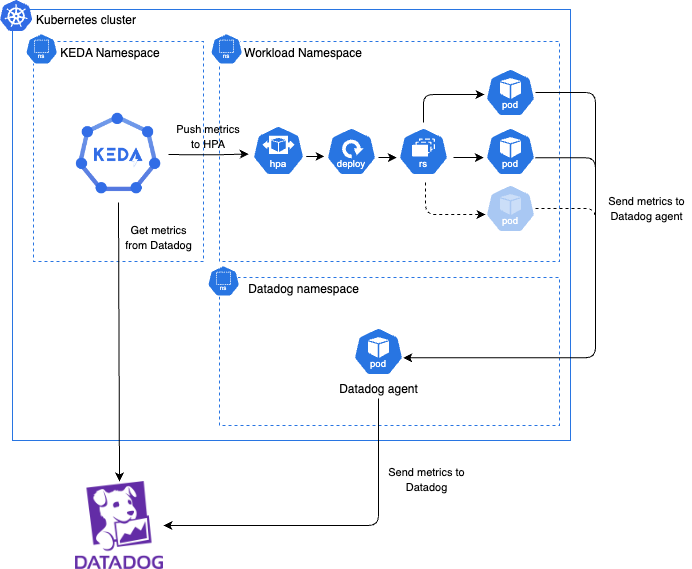 Kubernetes cluster
ns
KEDA Namespace
ns
Workload Namespace
KEDA
Push metrics
to HPA
hpa
deploy
rs
pod
pod
pod
Send metrics to
Datadog agent
Get metrics
from Datadog
ns
Datadog namespace
pod
Datadog agent
Send metrics to
Datadog
DATADOG